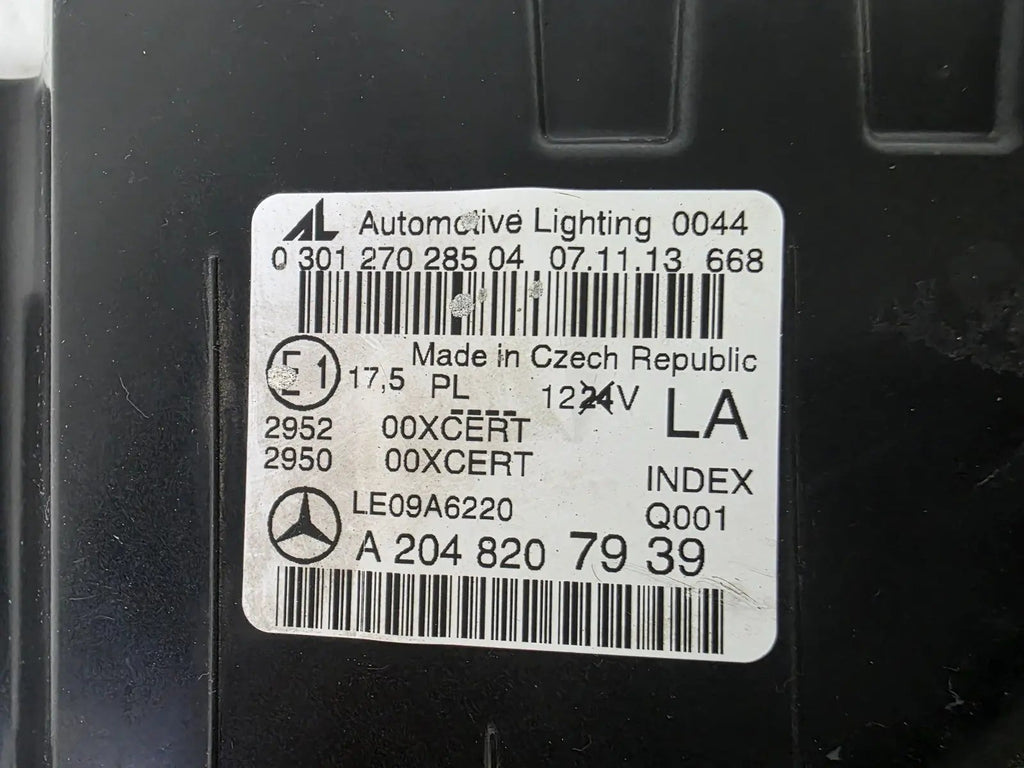 AL Automotive Lighting 0044
0 301 270 285 04 07.11.13 668
Made in Czech Republic
E1 17,5 PL 12 24V LA
2952 00XCERT
2950 00XCERT
INDEX
LE09A6220 Q001
A 204 820 79 39